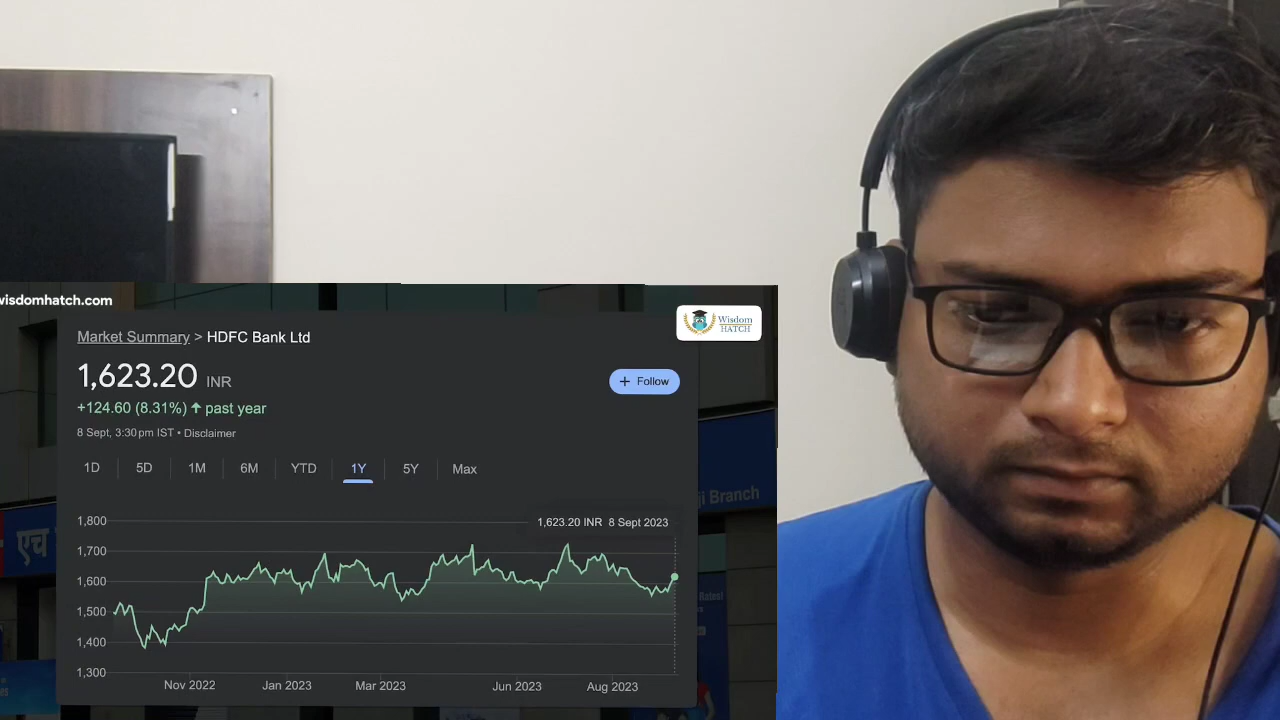 wisdomhatch.com
Wisdom
HATCH
Market Summary > HDFC Bank Ltd
1,623.20 INR
+ Follow
+124.60 (8.31%) ↑ past year
8 Sept, 3:30 pm IST • Disclaimer
1D 5D 1M 6M YTD 1Y 5Y Max
1,623.20 INR 8 Sept 2023
1,800
1,700
1,600
1,500
1,400
1,300
Nov 2022 Jan 2023 Mar 2023 Jun 2023 Aug 2023
एच
Branch